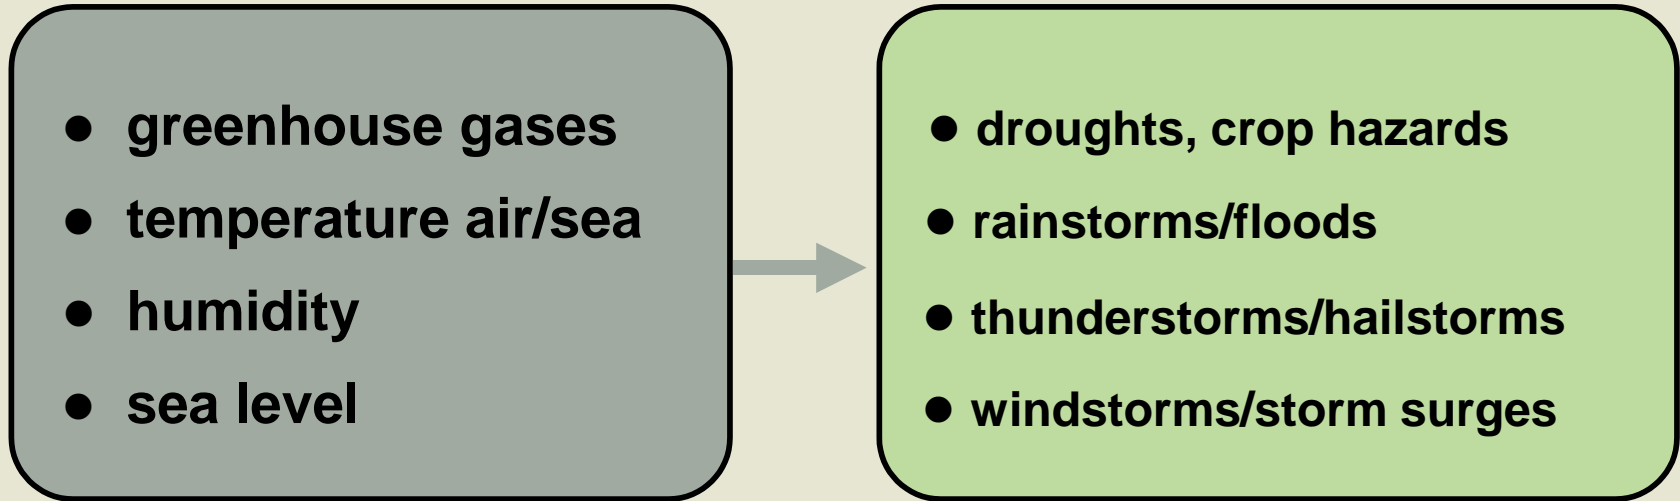 ● greenhouse gases
● temperature air/sea
● humidity
● sea level
● droughts, crop hazards
● rainstorms/floods
● thunderstorms/hailstorms
● windstorms/storm surges